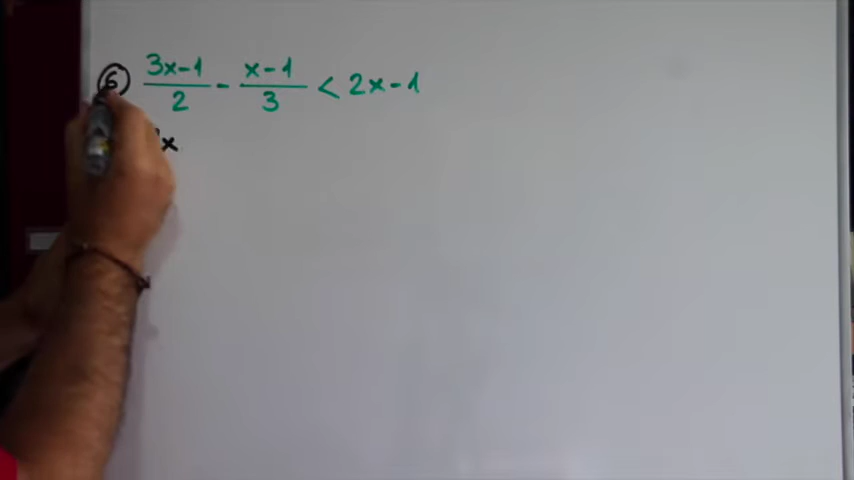 ⑥ (3x-1)/2 - (x-1)/3 < 2x-1
x